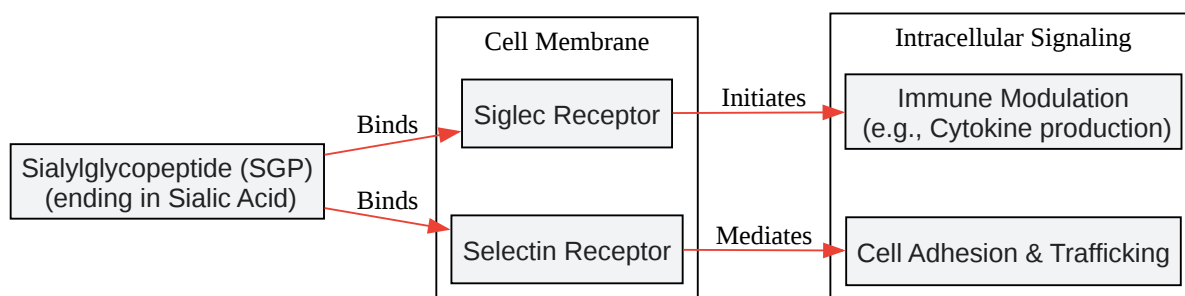 Cell Membrane
Intracellular Signaling
Siglec Receptor
Initiates
Immune Modulation
(e.g., Cytokine production)
Binds
Sialylglycopeptide (SGP)
(ending in Sialic Acid)
Binds
Selectin Receptor
Mediates
Cell Adhesion & Trafficking